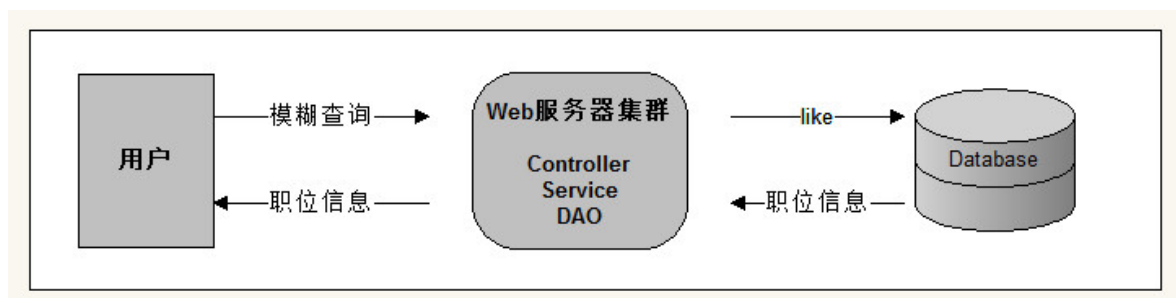 用户
模糊查询
职位信息
Web服务器集群
Controller
Service
DAO
like
职位信息
Database